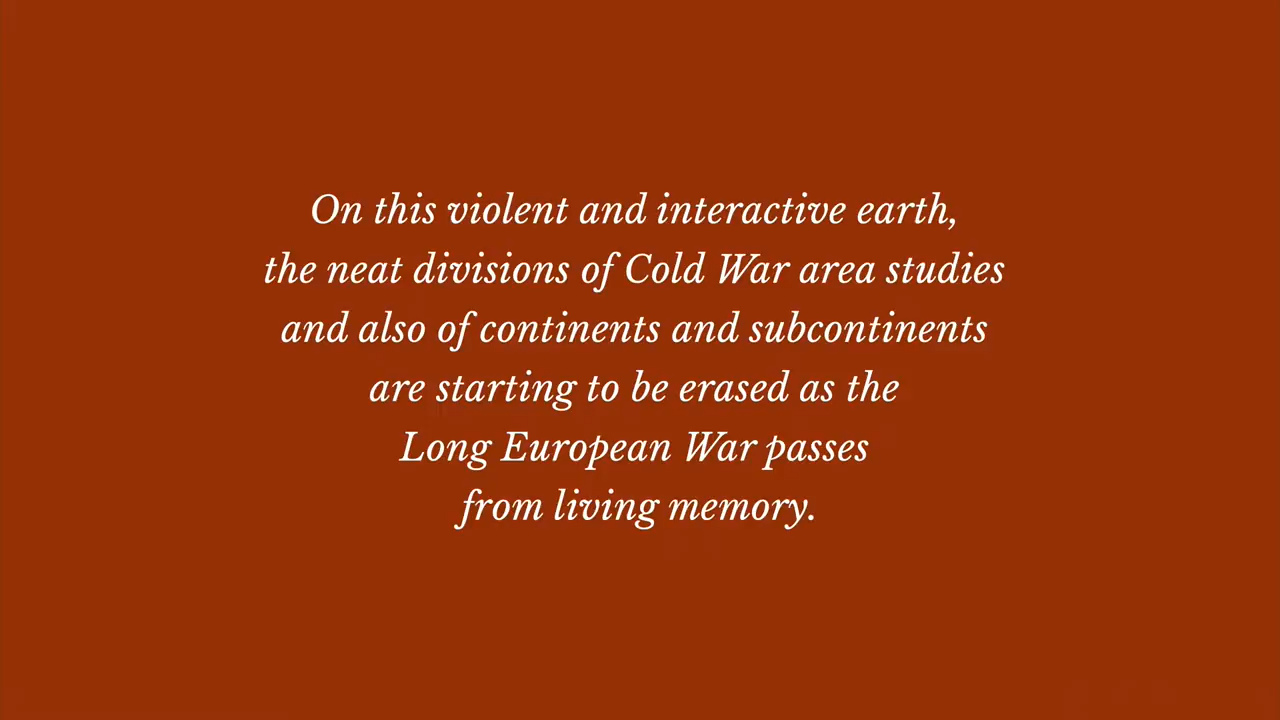 On this violent and interactive earth,
the neat divisions of Cold War area studies
and also of continents and subcontinents
are starting to be erased as the
Long European War passes
from living memory.